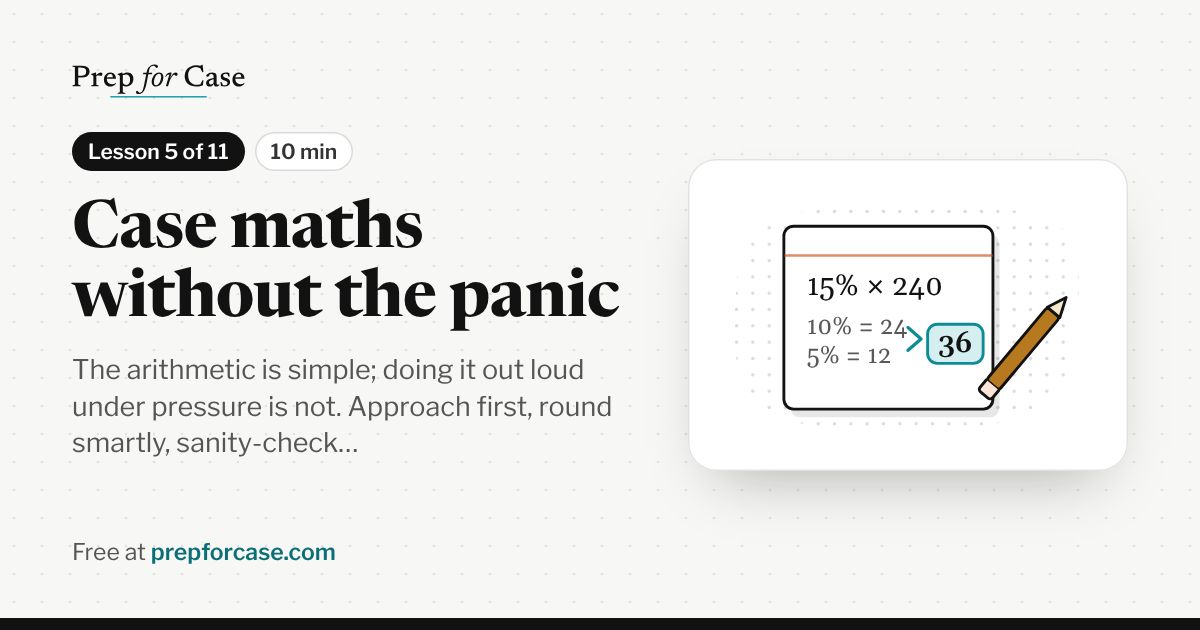 Prep for Case
Lesson 5 of 11
10 min
Case maths
without the panic
The arithmetic is simple; doing it out loud
under pressure is not. Approach first, round
smartly, sanity-check…
Free at prepforcase.com
15% × 240
10% = 24
5% = 12
36